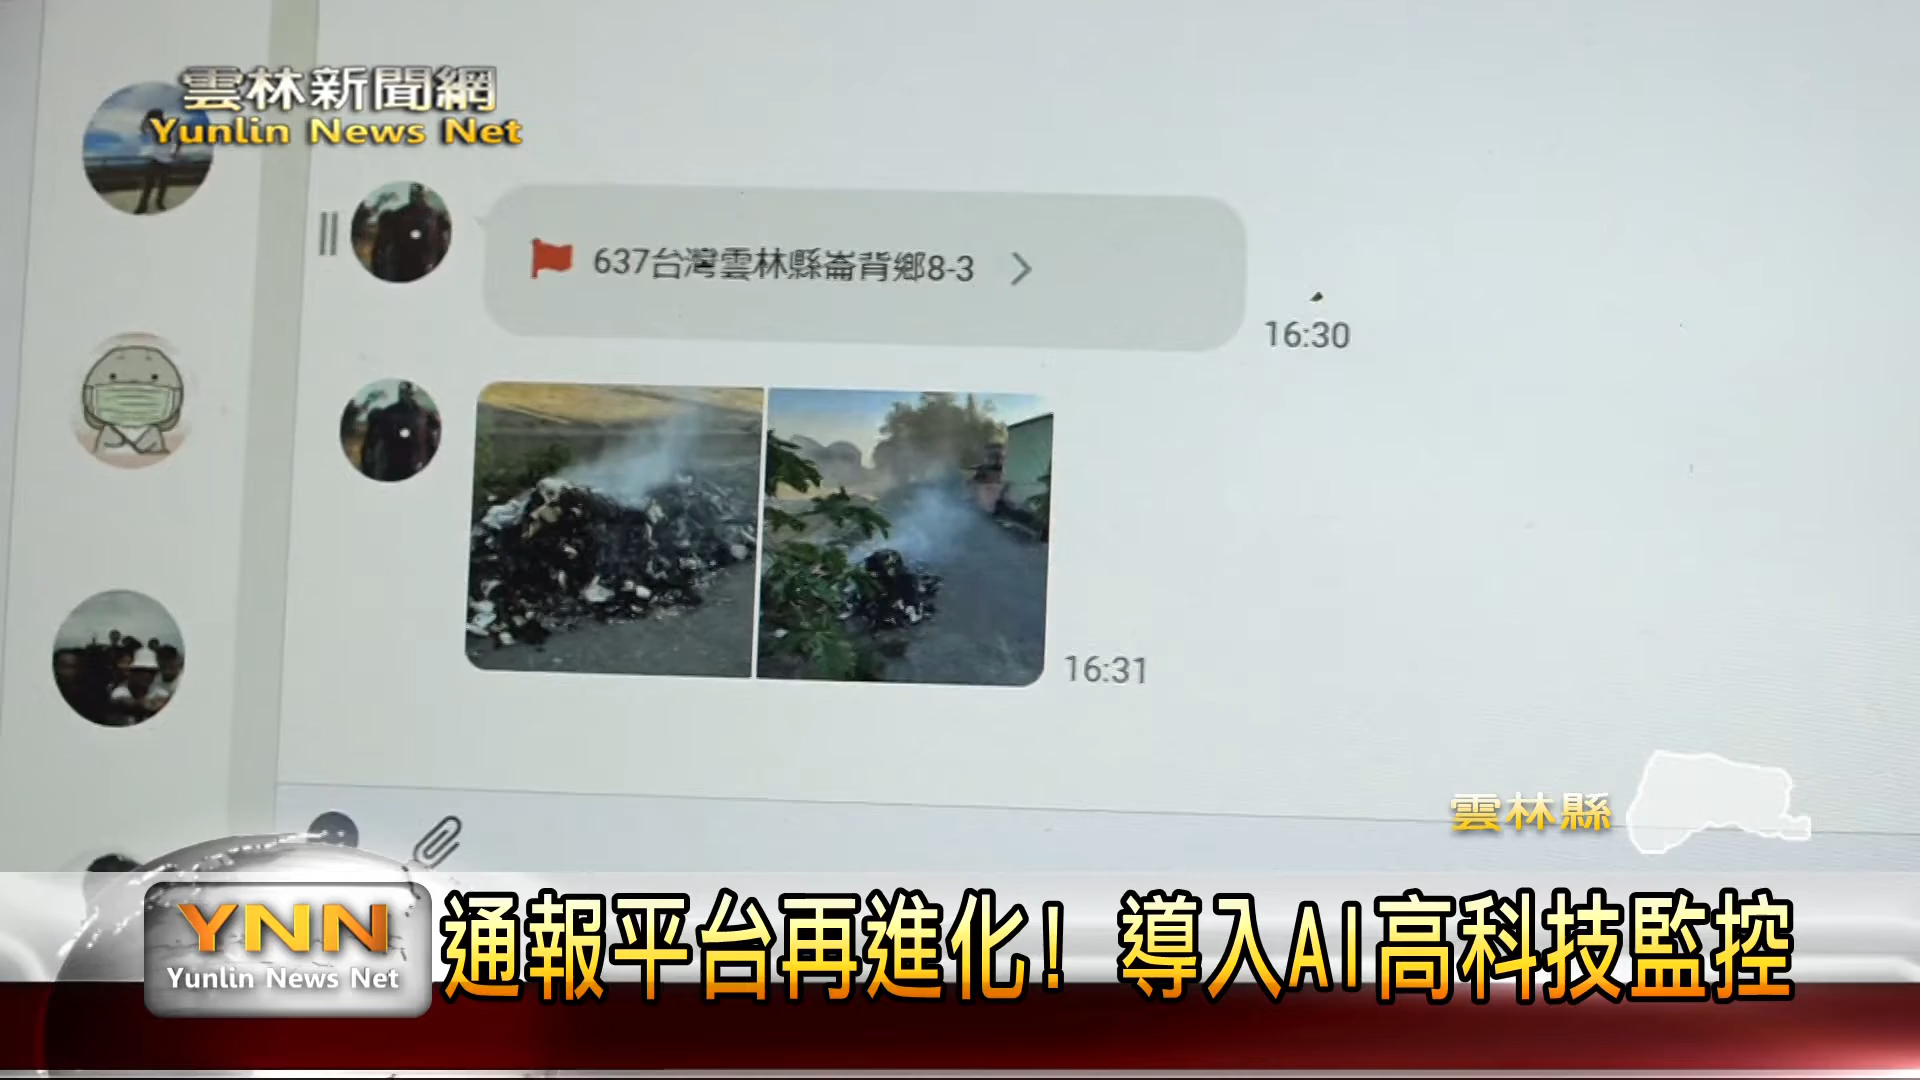 雲林新聞網
Yunlin News Net
637台灣雲林縣崙背鄉8-3
16:30
16:31
雲林縣
YNN
Yunlin News Net
通報平台再進化! 導入AI高科技監控